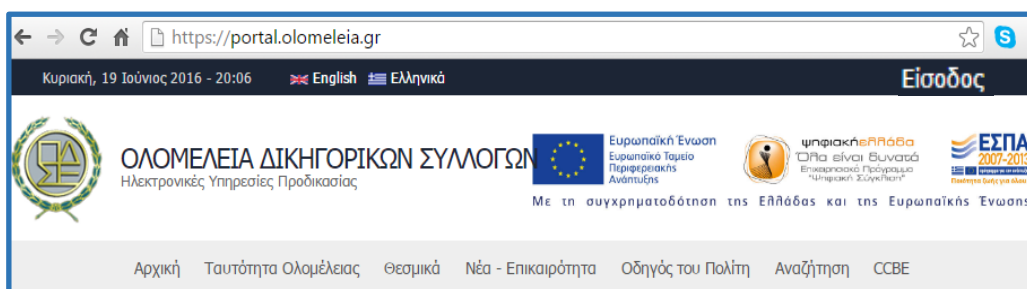 https://portal.olomeleia.gr
Κυριακή, 19 Ιούνιος 2016 - 20:06 English Ελληνικά Είσοδος
ΟΛΟΜΕΛΕΙΑ ΔΙΚΗΓΟΡΙΚΩΝ ΣΥΛΛΟΓΩΝ
Ηλεκτρονικές Υπηρεσίες Προδικασίας
Ευρωπαϊκή Ένωση
Ευρωπαϊκό Ταμείο
Περιφερειακής
Ανάπτυξης
ψηφιακήεΛΛάδα
Όλα είναι δυνατά
Επιχειρησιακό Πρόγραμμα
"Ψηφιακή Σύγκλιση"
ΕΣΠΑ
2007-2013
Με τη συγχρηματοδότηση της Ελλάδας και της Ευρωπαϊκής Ένωσης
Αρχική Ταυτότητα Ολομέλειας Θεσμικά Νέα - Επικαιρότητα Οδηγός του Πολίτη Αναζήτηση CCBE